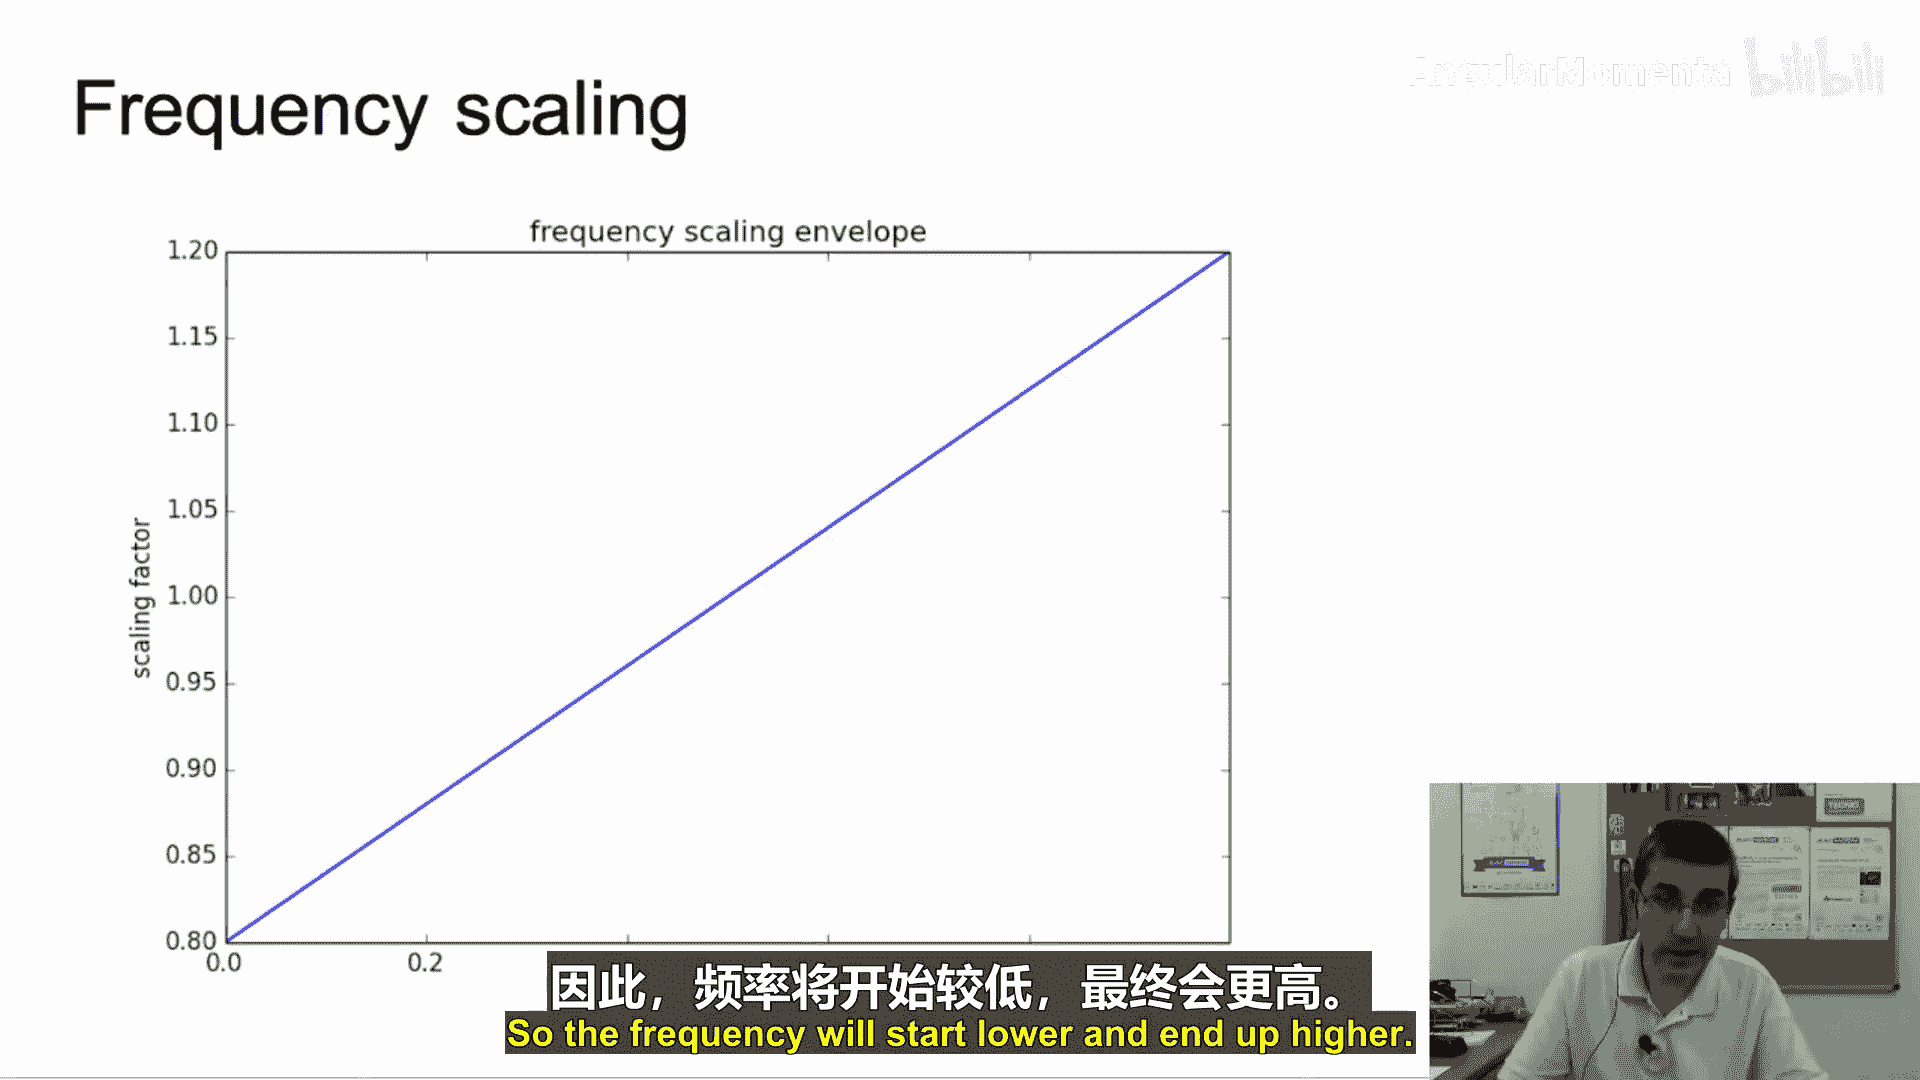 AngularMomenta bilibili
Frequency scaling
frequency scaling envelope
1.20
1.15
1.10
1.05
1.00
0.95
0.90
0.85
0.80
scaling factor
0.0 0.2
因此，频率将开始较低，最终会更高。
So the frequency will start lower and end up higher.